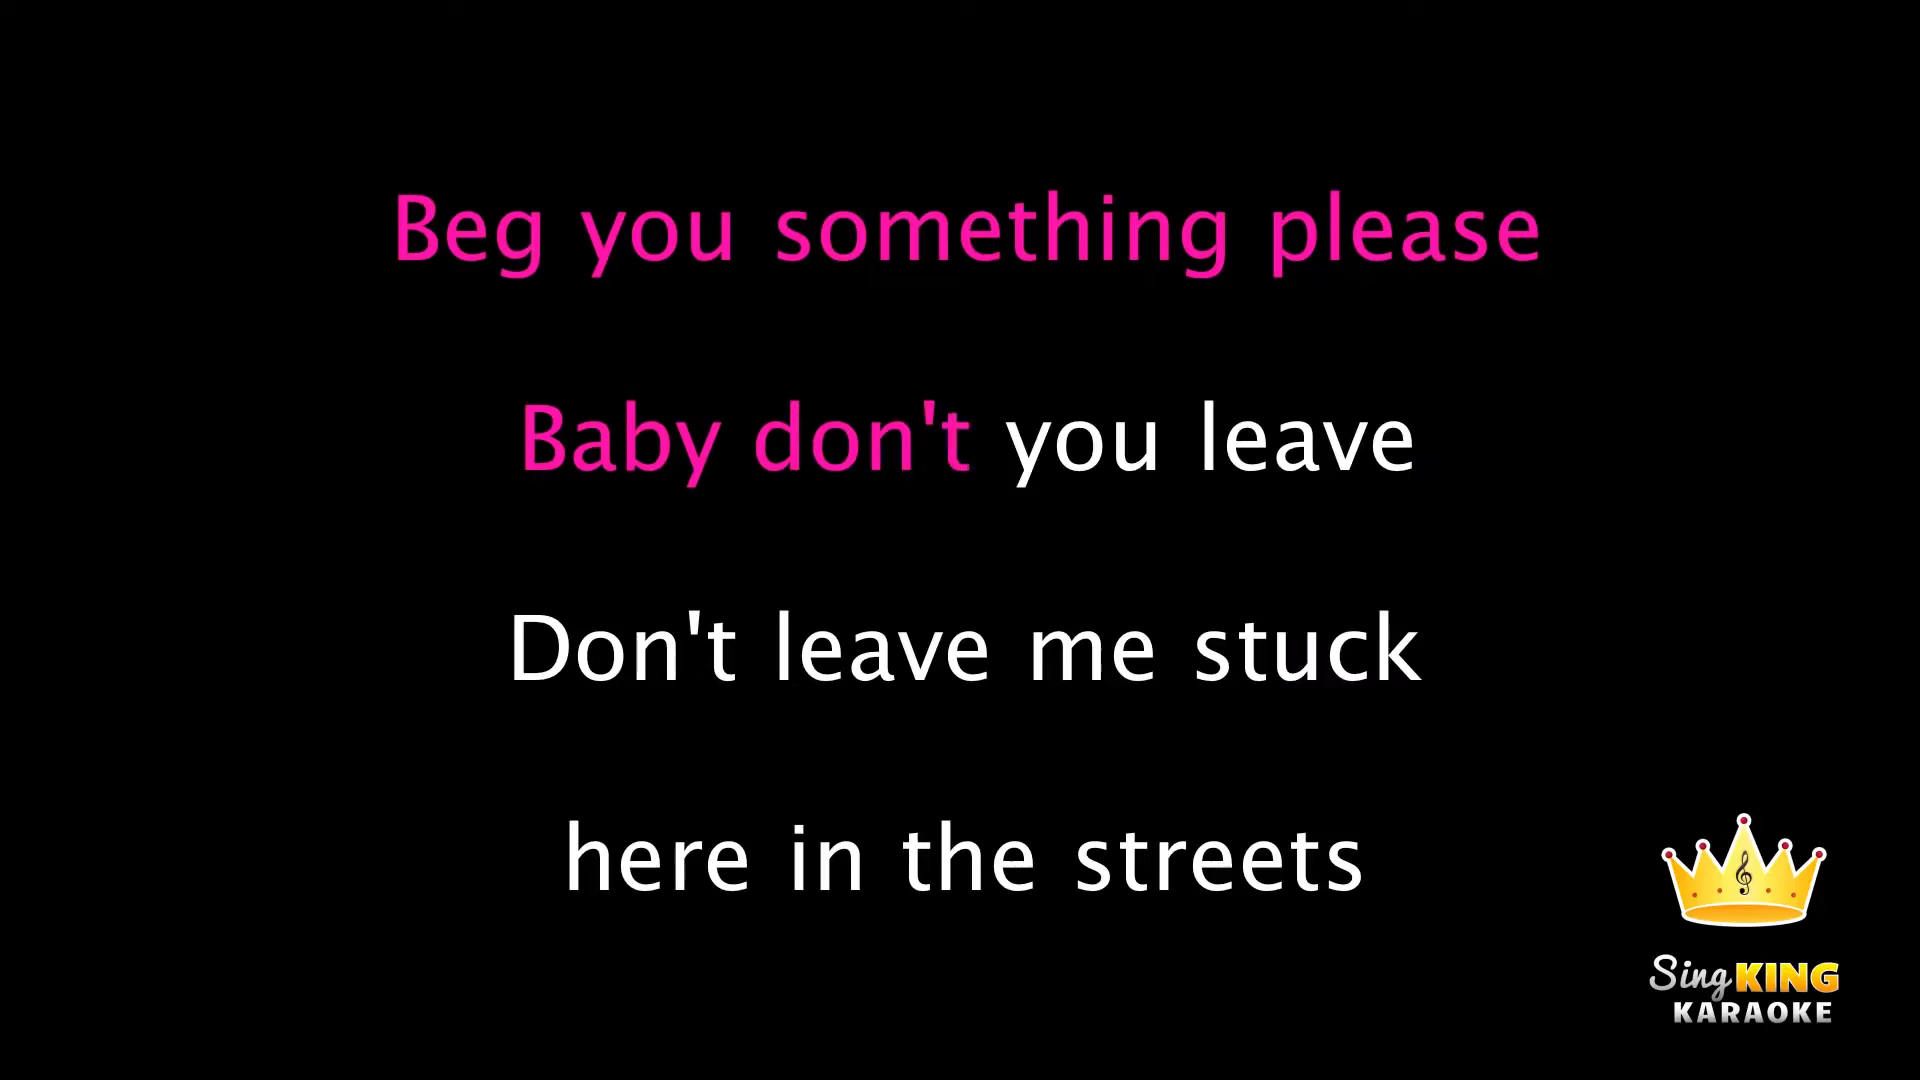 Beg you something please
Baby don't you leave
Don't leave me stuck
here in the streets
Sing KING
KARAOKE